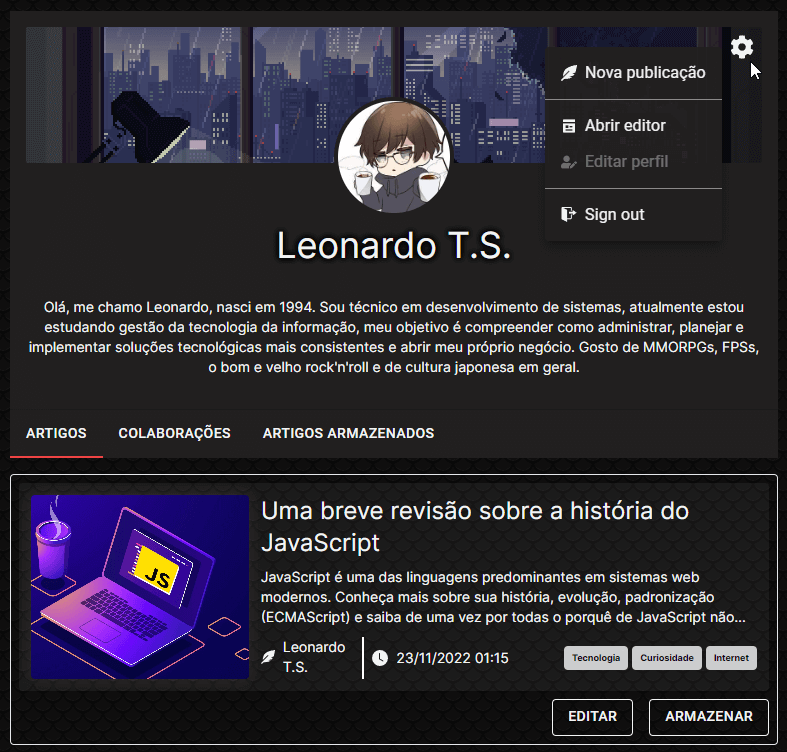 Nova publicação
Abrir editor
Editar perfil
Sign out
Leonardo T.S.
Olá, me chamo Leonardo, nasci em 1994. Sou técnico em desenvolvimento de sistemas, atualmente estou
estudando gestão da tecnologia da informação, meu objetivo é compreender como administrar, planejar e
implementar soluções tecnológicas mais consistentes e abrir meu próprio negócio. Gosto de MMORPGs, FPSs,
o bom e velho rock'n'roll e de cultura japonesa em geral.
ARTIGOS COLABORAÇÕES ARTIGOS ARMAZENADOS
JS
Uma breve revisão sobre a história do
JavaScript
JavaScript é uma das linguagens predominantes em sistemas web
modernos. Conheça mais sobre sua história, evolução, padronização
(ECMAScript) e saiba de uma vez por todas o porquê de JavaScript não...
Leonardo
T.S.
23/11/2022 01:15
Tecnologia Curiosidade Internet
EDITAR ARMAZENAR